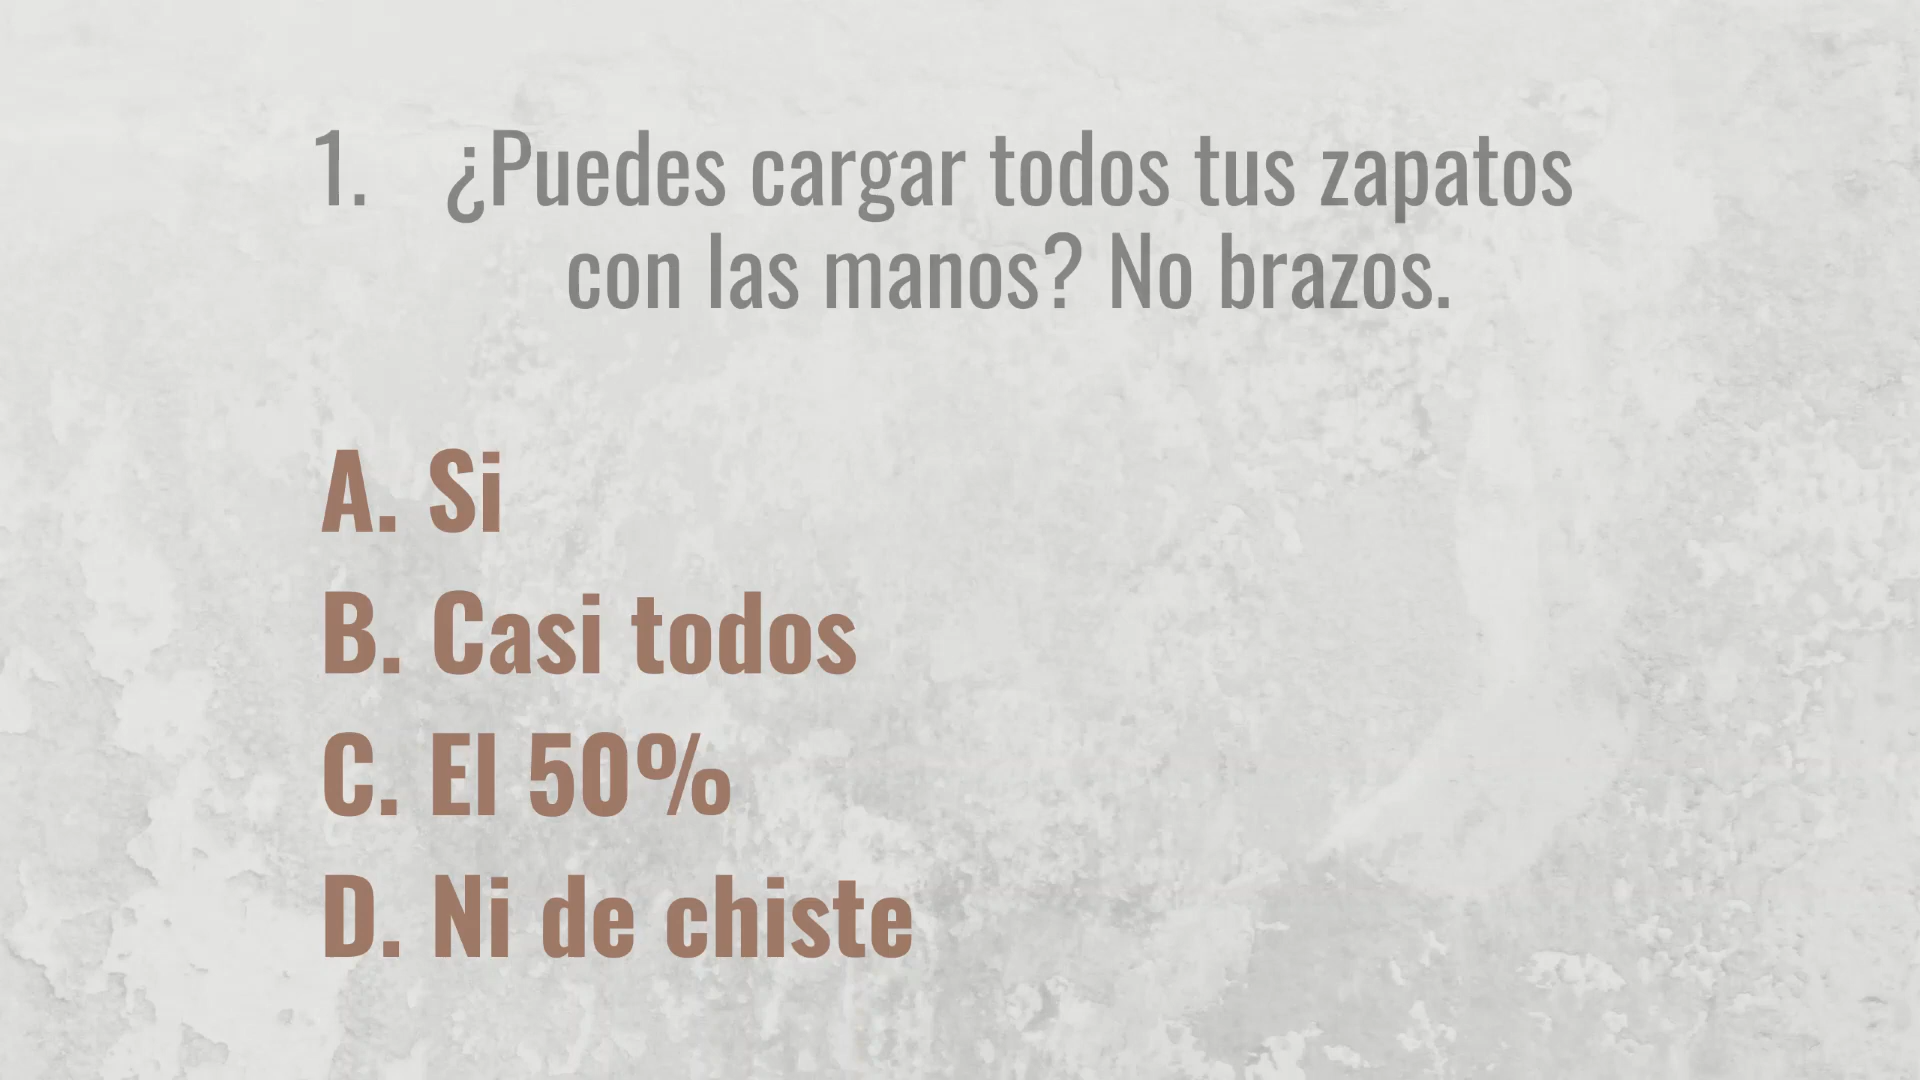 1. ¿Puedes cargar todos tus zapatos
con las manos? No brazos.
A. Si
B. Casi todos
C. El 50%
D. Ni de chiste